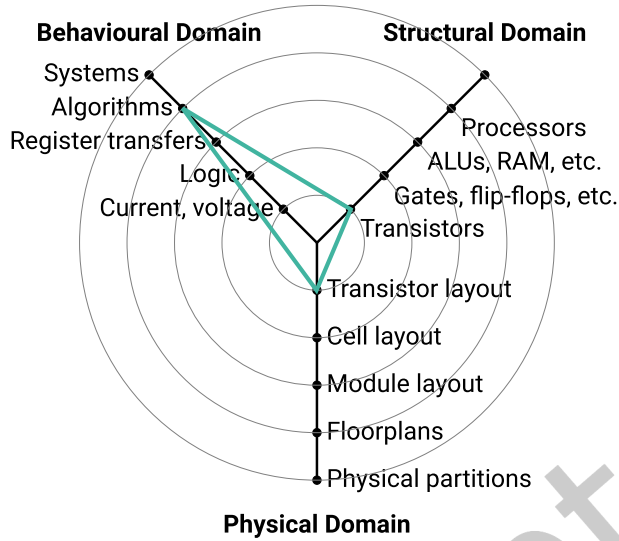 Behavioural Domain
Structural Domain
Systems
Algorithms
Register transfers
Logic
Current, voltage
Processors
ALUs, RAM, etc.
Gates, flip-flops, etc.
Transistors
Transistor layout
Cell layout
Module layout
Floorplans
Physical partitions
Physical Domain